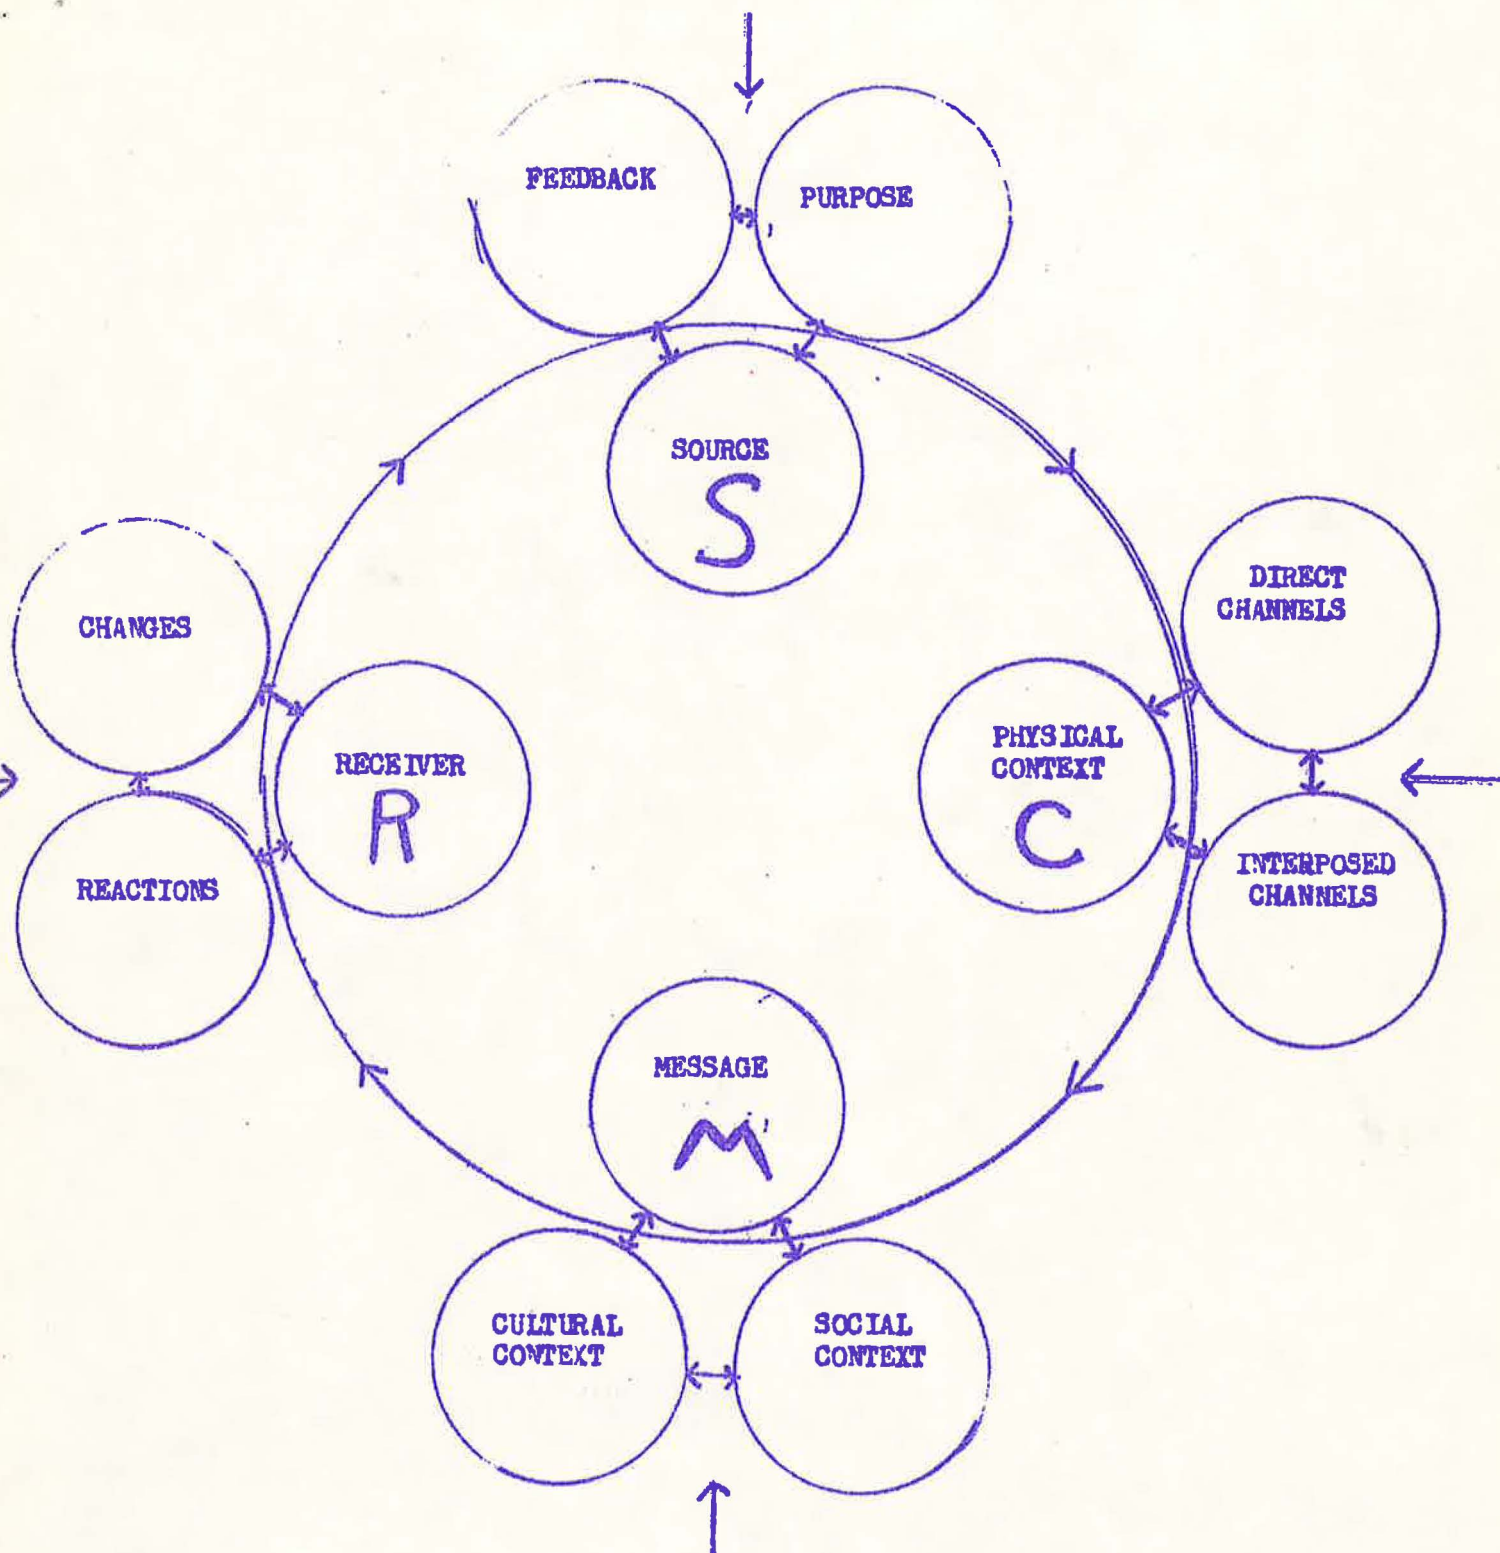 FEEDBACK
PURPOSE
SOURCE
S
DIRECT
CHANNELS
CHANGES
RECEIVER
R
PHYSICAL
CONTEXT
C
INTERPOSED
CHANNELS
REACTIONS
MESSAGE
M
CULTURAL
CONTEXT
SOCIAL
CONTEXT